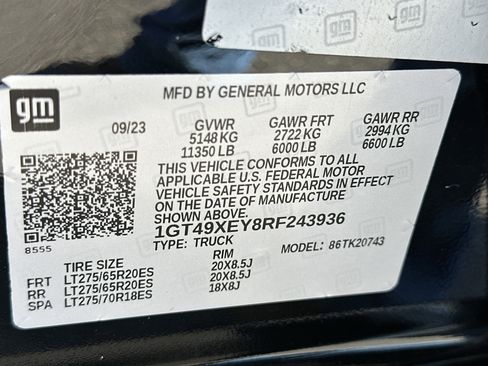 gm
MFD BY GENERAL MOTORS LLC
09/23 GVWR GAWR FRT GAWR RR
5148 KG 2722 KG 2994 KG
11350 LB 6000 LB 6600 LB
THIS VEHICLE CONFORMS TO ALL
APPLICABLE U.S. FEDERAL MOTOR
VEHICLE SAFETY STANDARDS IN EFFECT
ON THE DATE OF MANUFACTURE
SHOWN ABOVE.
8555
1GT49XEY8RF243936
TYPE: TRUCK MODEL: 86TK20743
TIRE SIZE RIM
FRT LT275/65R20ES 20X8.5J
RR LT275/65R20ES 20X8.5J
SPA LT275/70R18ES 18X8J